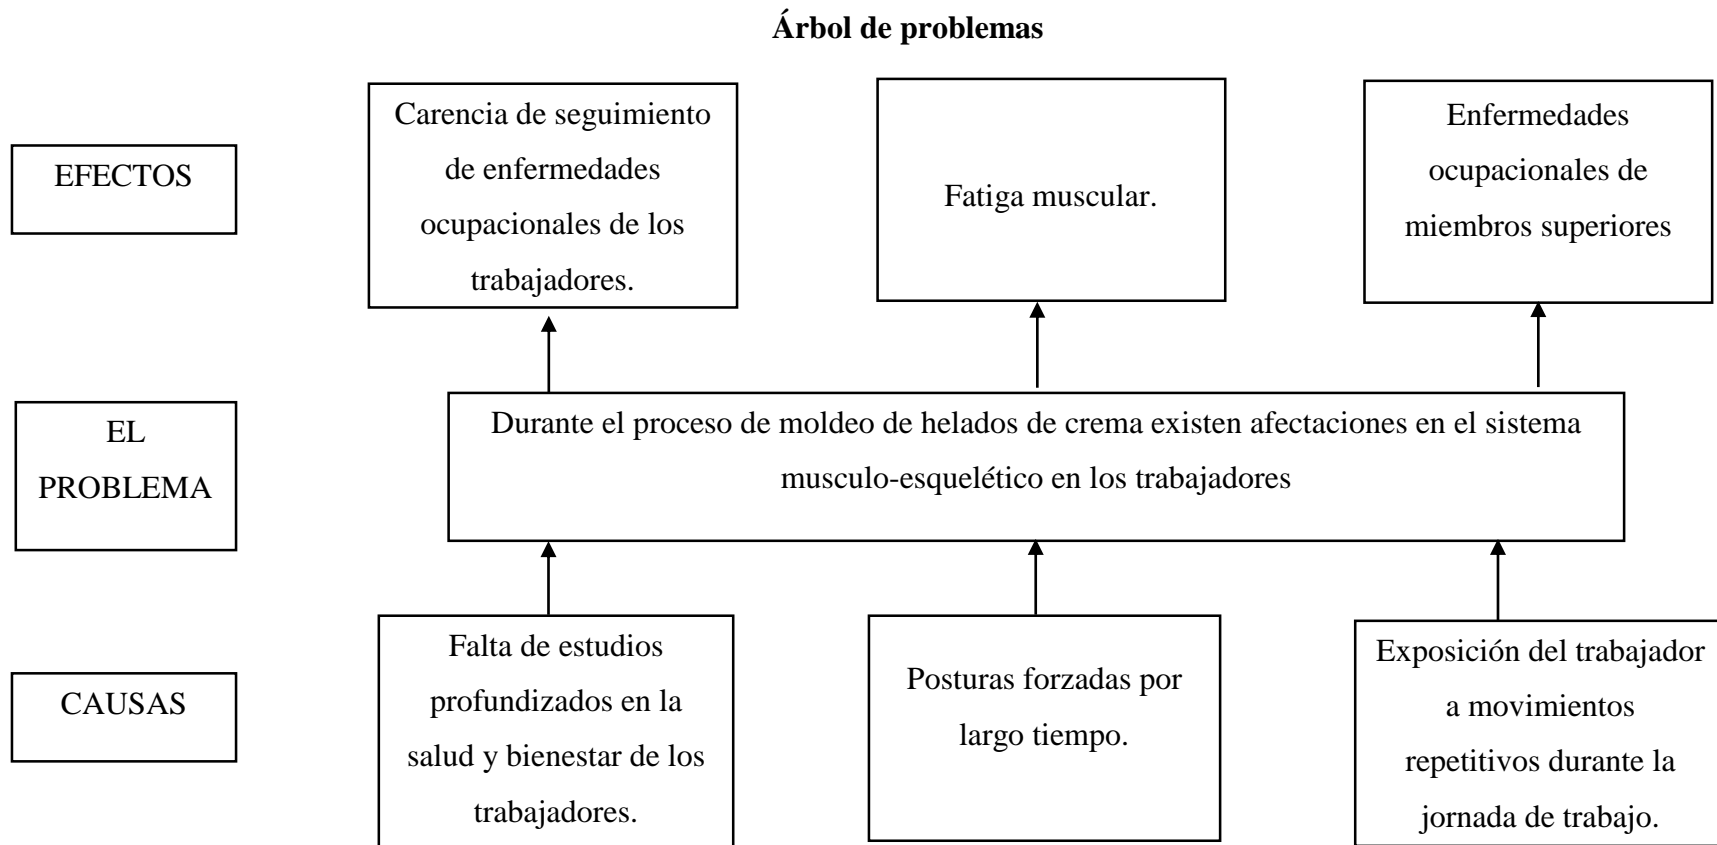 Árbol de problemas
EFECTOS
Carencia de seguimiento
de enfermedades
ocupacionales de los
trabajadores.
Fatiga muscular.
Enfermedades
ocupacionales de
miembros superiores
EL
PROBLEMA
Durante el proceso de moldeo de helados de crema existen afectaciones en el sistema
musculo-esquelético en los trabajadores
CAUSAS
Falta de estudios
profundizados en la
salud y bienestar de los
trabajadores.
Posturas forzadas por
largo tiempo.
Exposición del trabajador
a movimientos
repetitivos durante la
jornada de trabajo.